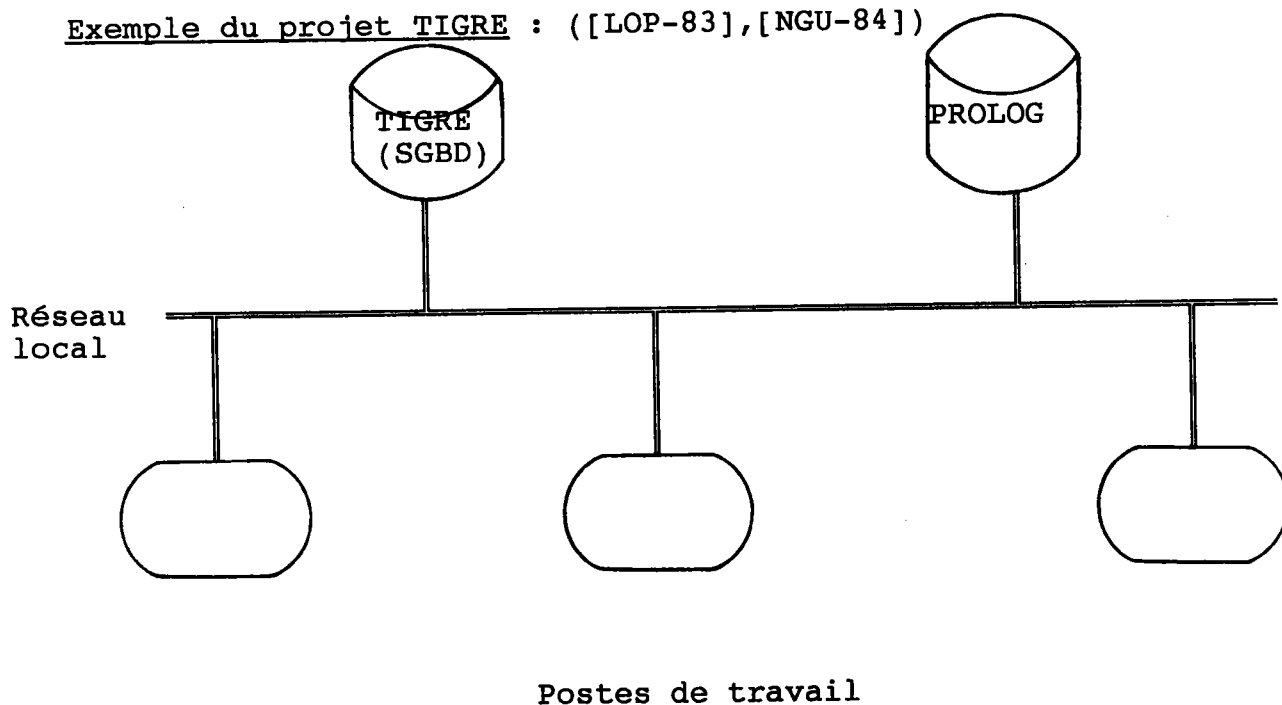 Exemple du projet TIGRE : ([LOP-83],[NGU-84])
TIGRE
(SGBD)
PROLOG
Réseau
local
Postes de travail